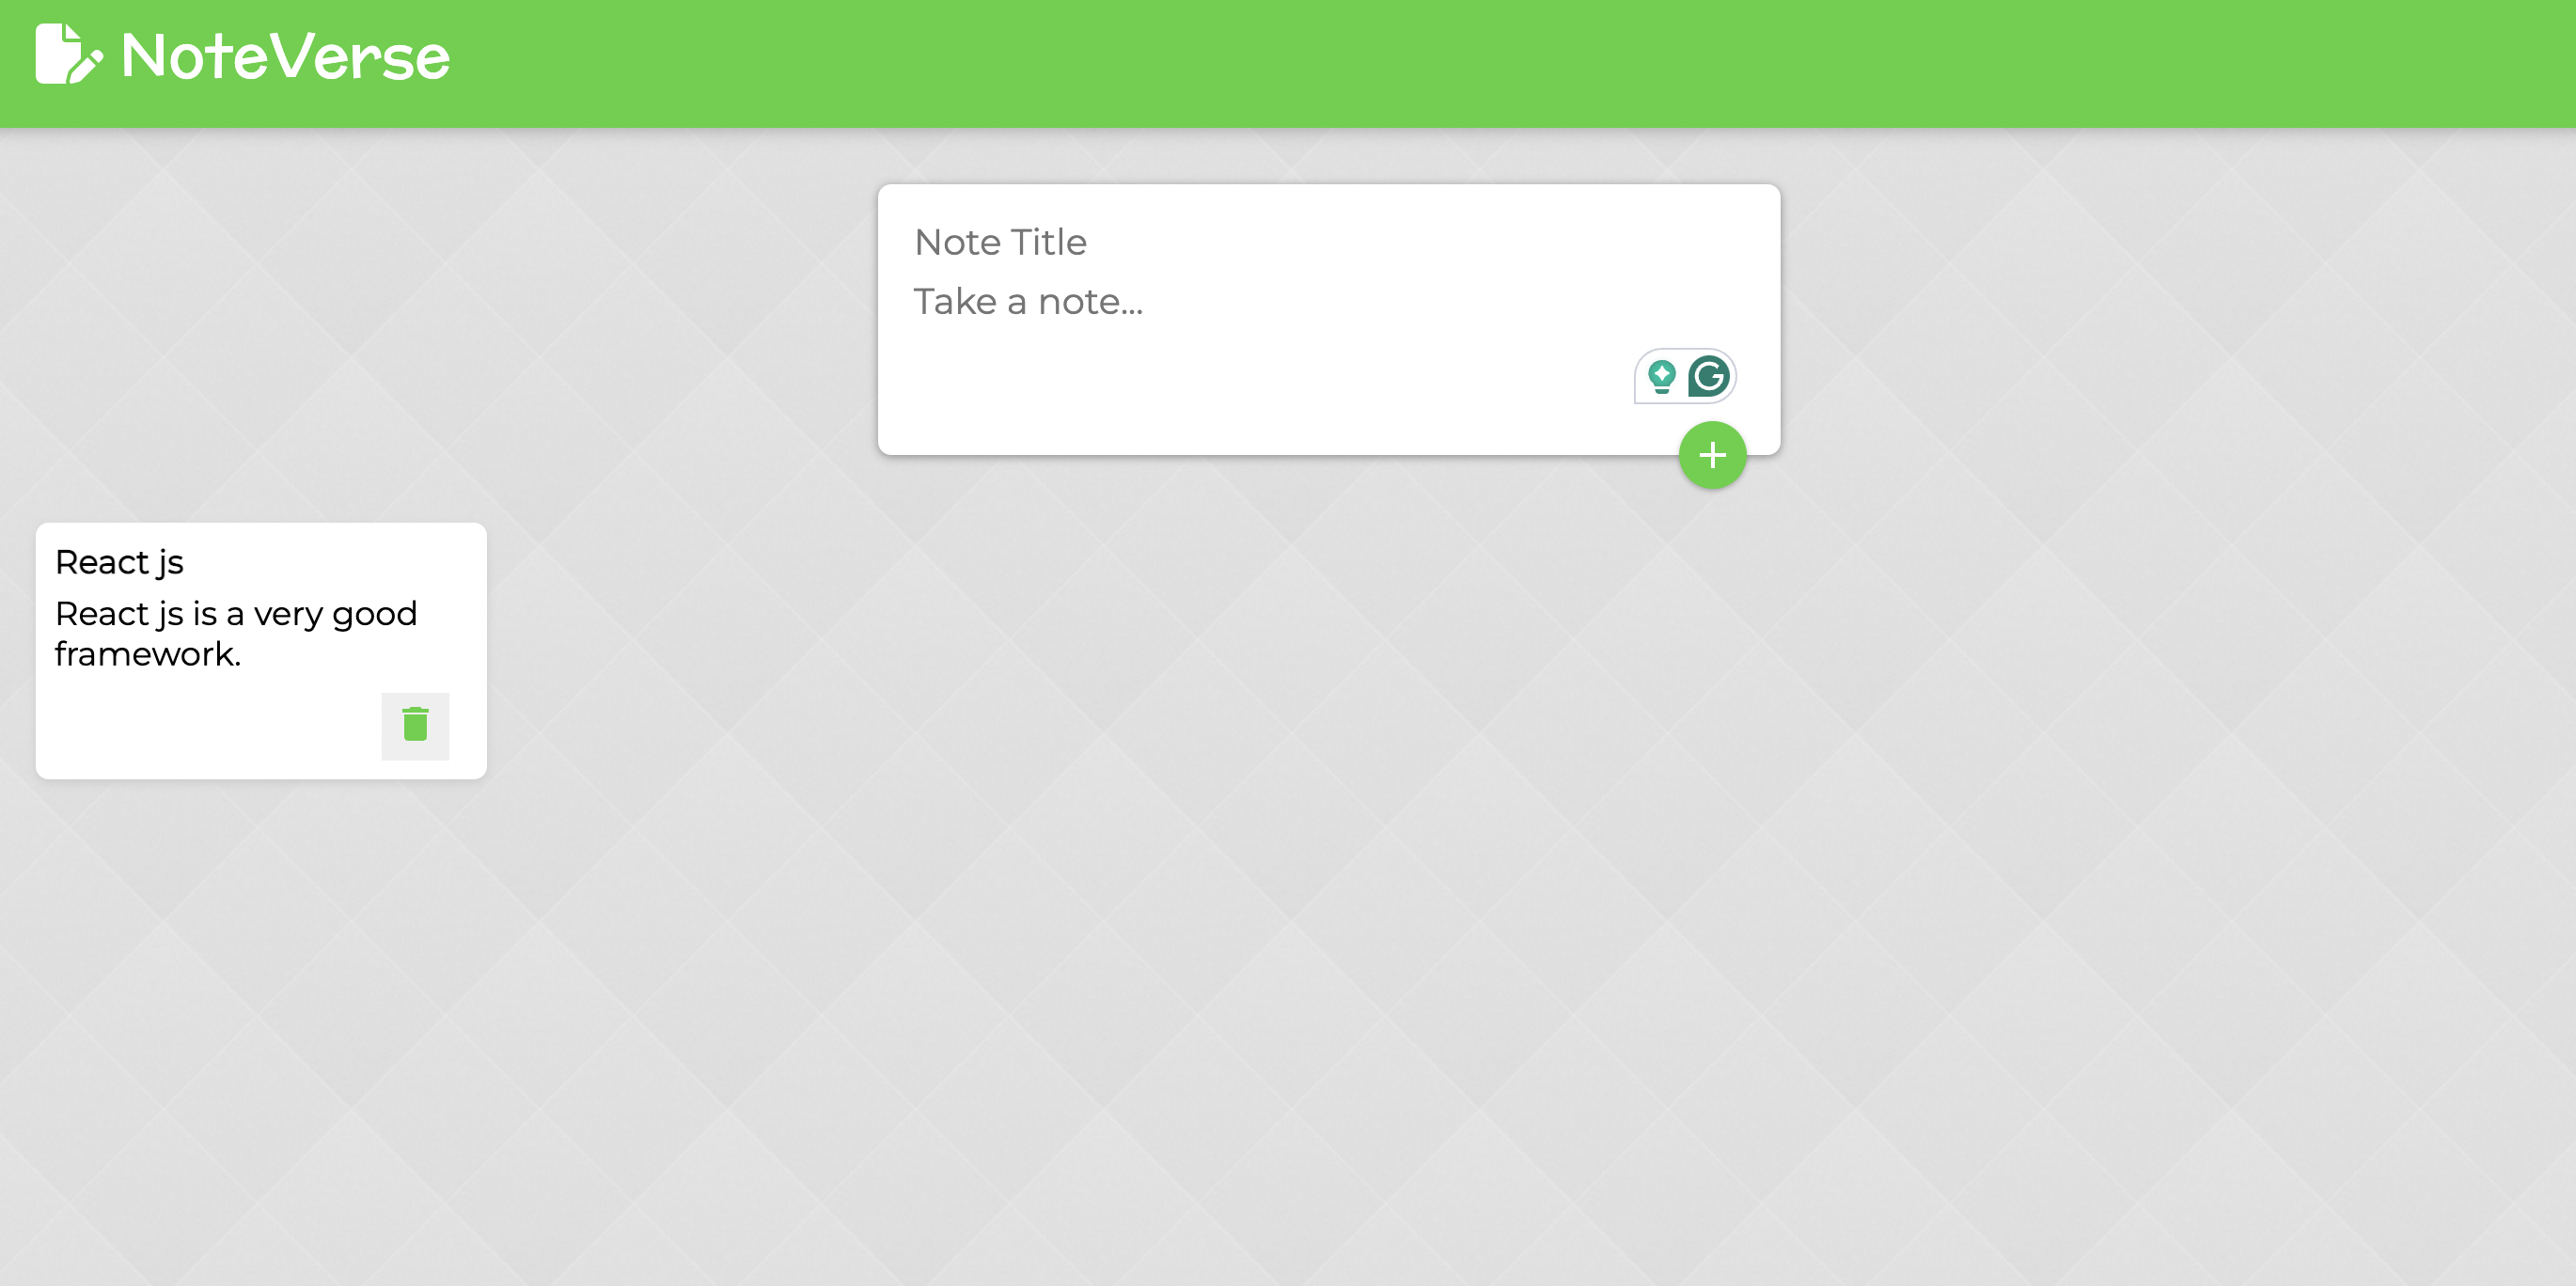 NoteVerse
Note Title
Take a note...
React js
React js is a very good
framework.